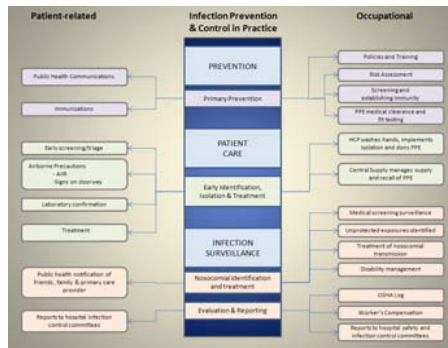 Patient-related
Infection Prevention
& Control in Practice
Occupational
PREVENTION
Primary Prevention
PATIENT
CARE
Early Identification,
Isolation & Treatment
INFECTION
SURVEILLANCE
Nosocomial identification
and treatment
Evaluation & Reporting
Public Health Communications
Immunizations
Early screening/triage
Airborne Precautions
- AIIR
- Signs on doorway
Laboratory confirmation
Treatment
Public health notification of
friends, family & primary care
provider
Reports to hospital infection
control committees
Policies and Training
Risk Assessment
Screening and
establishing immunity
PPE medical clearance and
fit testing
HCP washes hands, implements
isolation and dons PPE
Central Supply manages supply
and recall of PPE
Medical screening surveillance
Unprotected exposures identified
Treatment of nosocomial
transmission
Disability management
OSHA Log
Worker's Compensation
Reports to hospital safety and
infection control committees